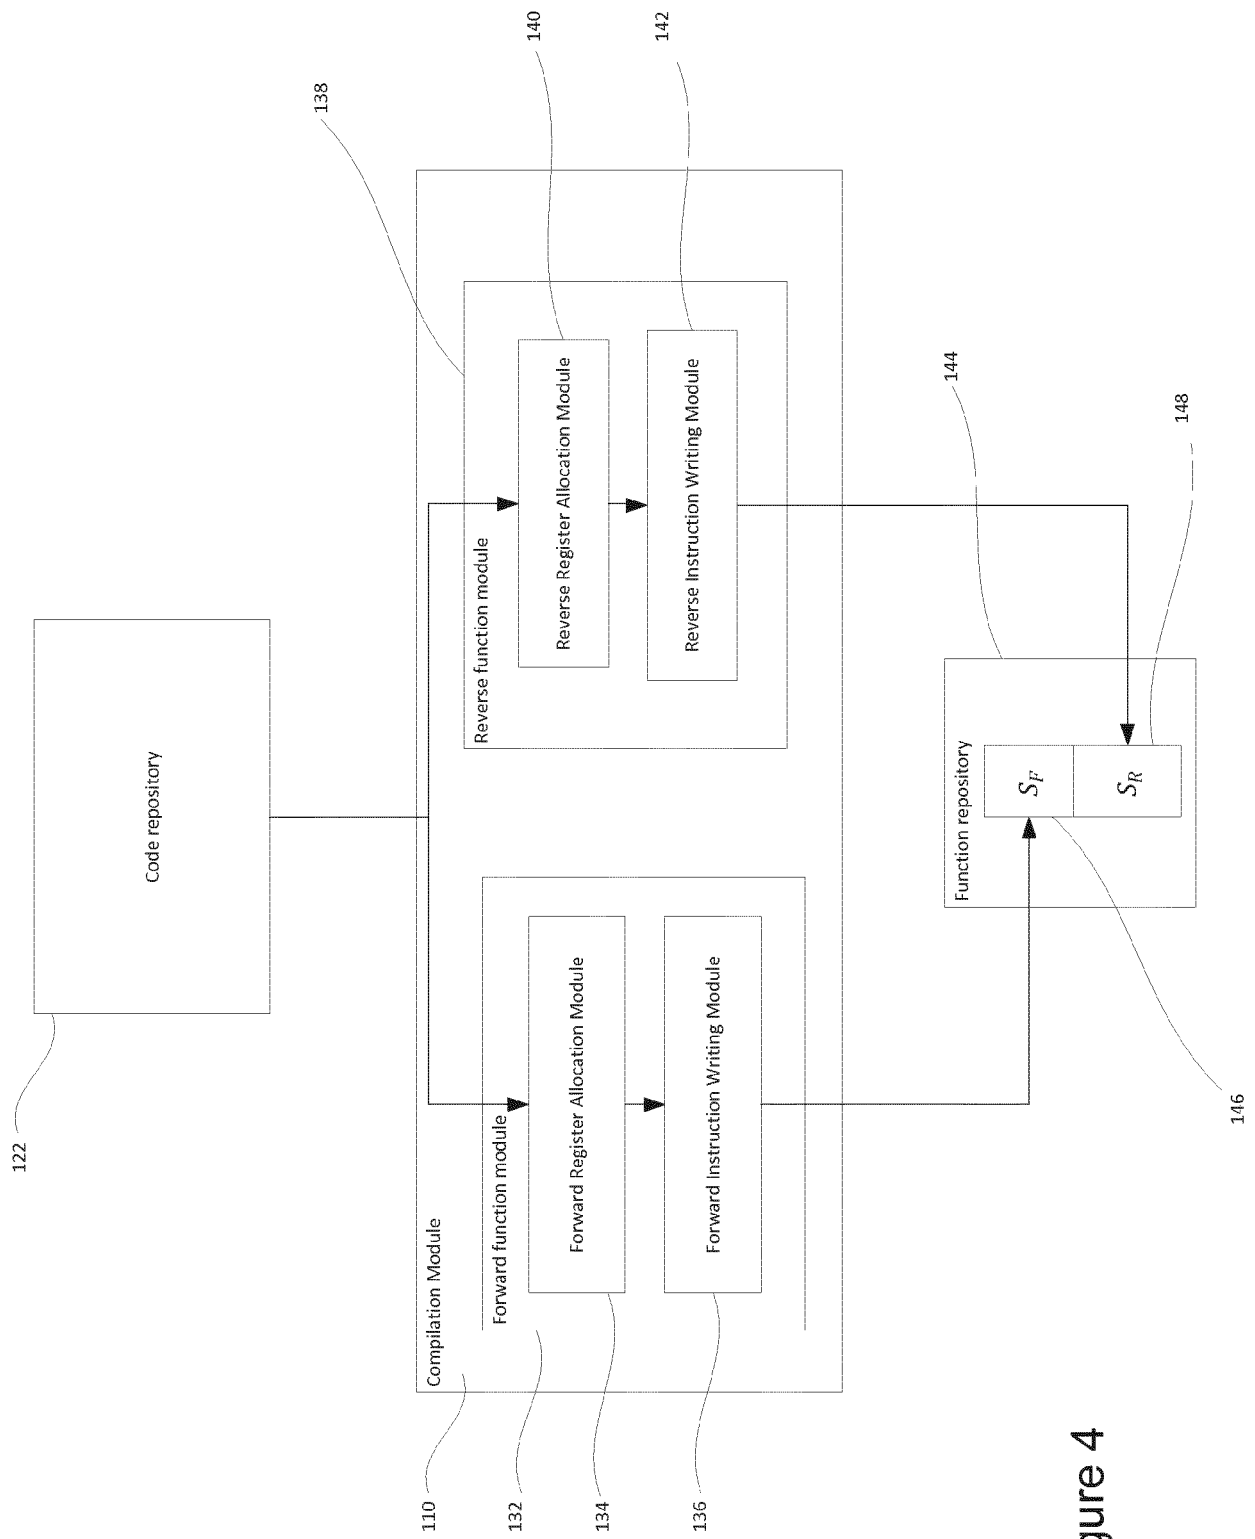 122
Code repository
138
140
142
110
Compilation Module
132
Forward function module
134
Forward Register Allocation Module
136
Forward Instruction Writing Module
Reverse function module
Reverse Register Allocation Module
Reverse Instruction Writing Module
144
Function repository
S_F
S_R
146
148
gure 4